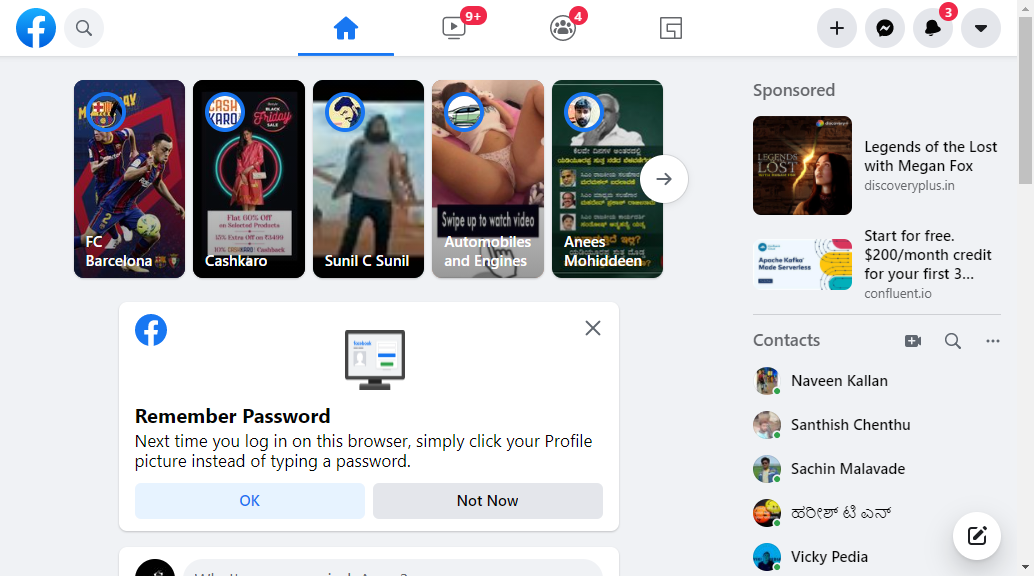 9+
4
3
CASH
KARO
BLACK
Friday
SALE
Flat 60% Off
on Selected Products
55% Extra Off on ₹3499
10% Cashback
Swipe up to watch video
FC
Barcelona
Cashkaro
Sunil C Sunil
Automobiles
and Engines
Anees
Mohiddeen
Sponsored
LEGENDS
LOST
Legends of the Lost
with Megan Fox
discoveryplus.in
Apache Kafka®
Made Serverless
Start for free.
$200/month credit
for your first 3...
confluent.io
facebook
Remember Password
Next time you log in on this browser, simply click your Profile
picture instead of typing a password.
OK
Not Now
Contacts
Naveen Kallan
Santhish Chenthu
Sachin Malavade
ಹರೀಶ್ ಟಿ ಎನ್
Vicky Pedia